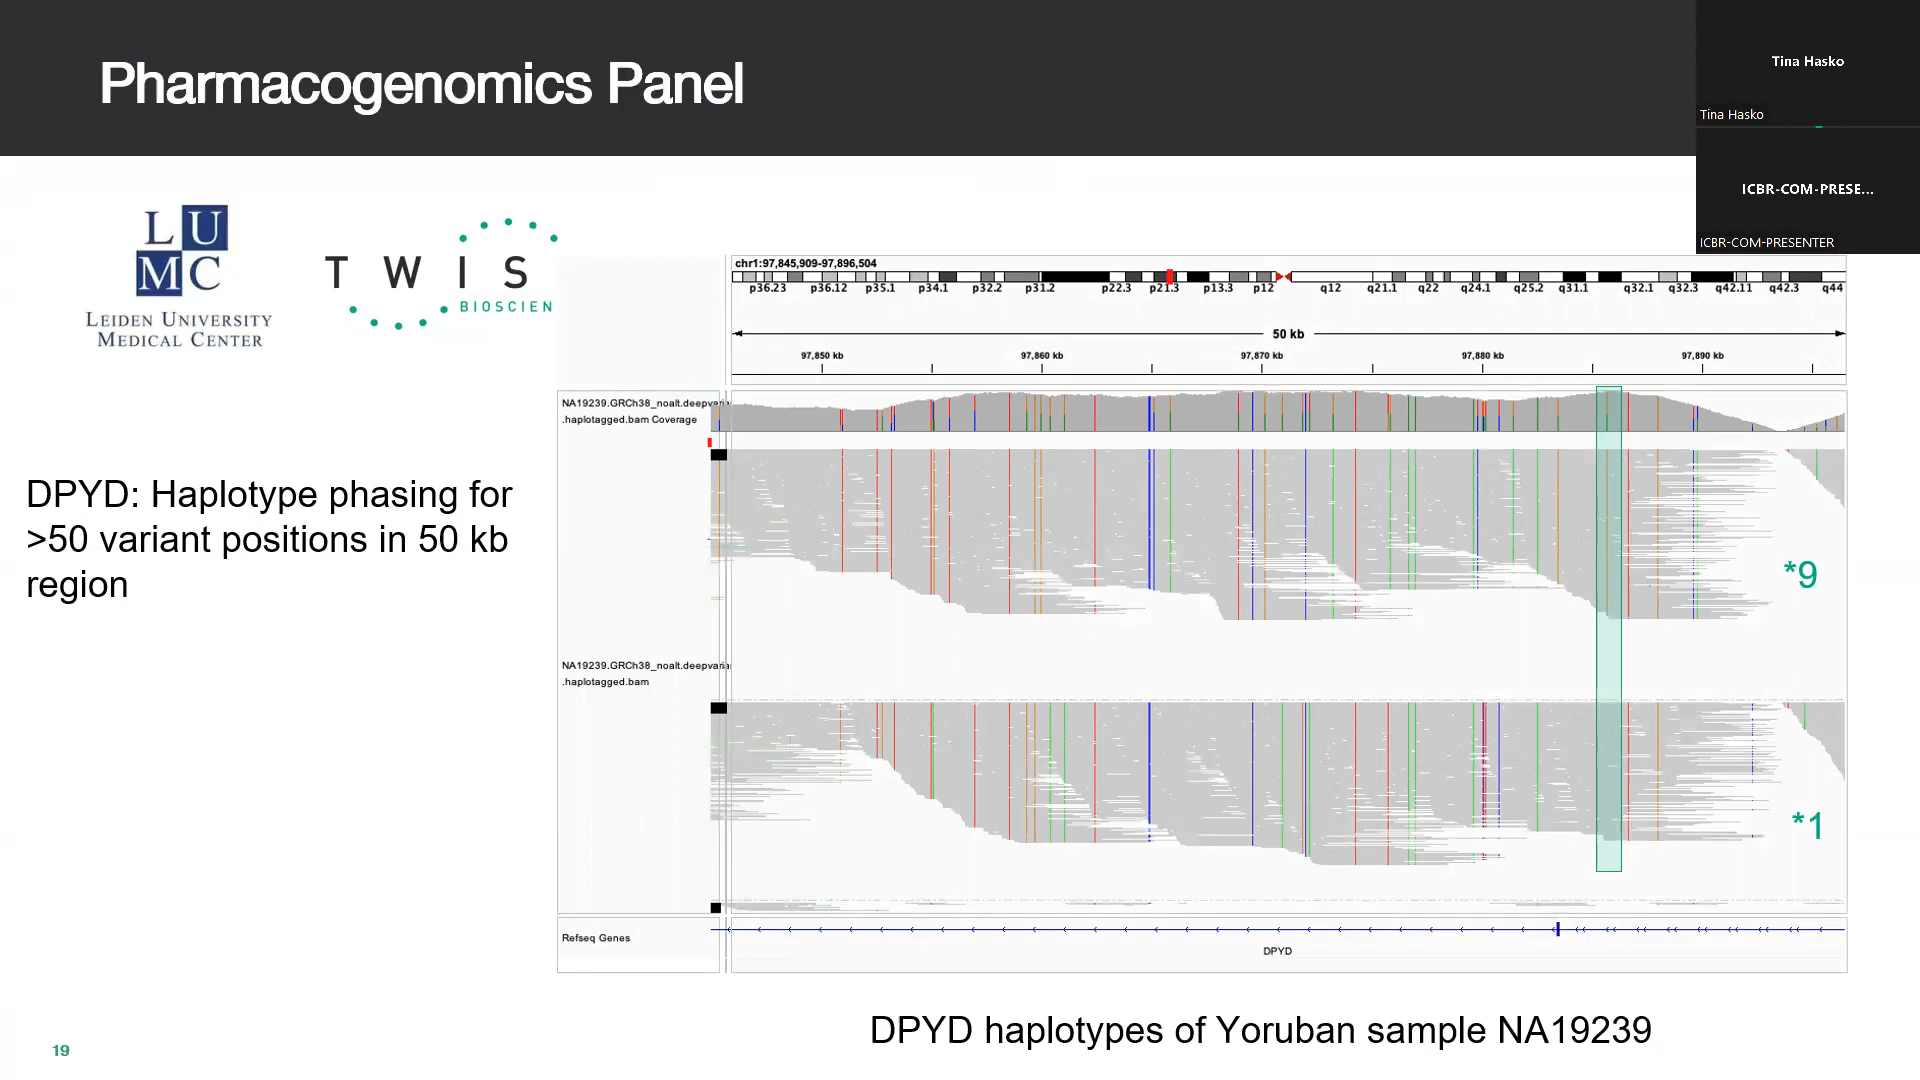 Pharmacogenomics Panel
Tina Hasko
Tina Hasko
ICBR-COM-PRESE...
ICBR-COM-PRESENTER
LU
MC
LEIDEN UNIVERSITY
MEDICAL CENTER
TWIS
BIOSCIEN
DPYD: Haplotype phasing for
>50 variant positions in 50 kb
region
chr1:97,845,909-97,896,504
p36.23 p36.12 p35.1 p34.1 p32.2 p31.2 p22.3 p21.3 p13.3 p12 q12 q21.1 q22 q24.1 q25.2 q31.1 q32.1 q32.3 q42.11 q42.3 q44
50 kb
97,850 kb 97,860 kb 97,870 kb 97,880 kb 97,890 kb
NA19239.GRCh38_noalt.deepvaria
.haplotagged.bam Coverage
*9
NA19239.GRCh38_noalt.deepvaria
.haplotagged.bam
*1
Refseq Genes
DPYD
DPYD haplotypes of Yoruban sample NA19239
19